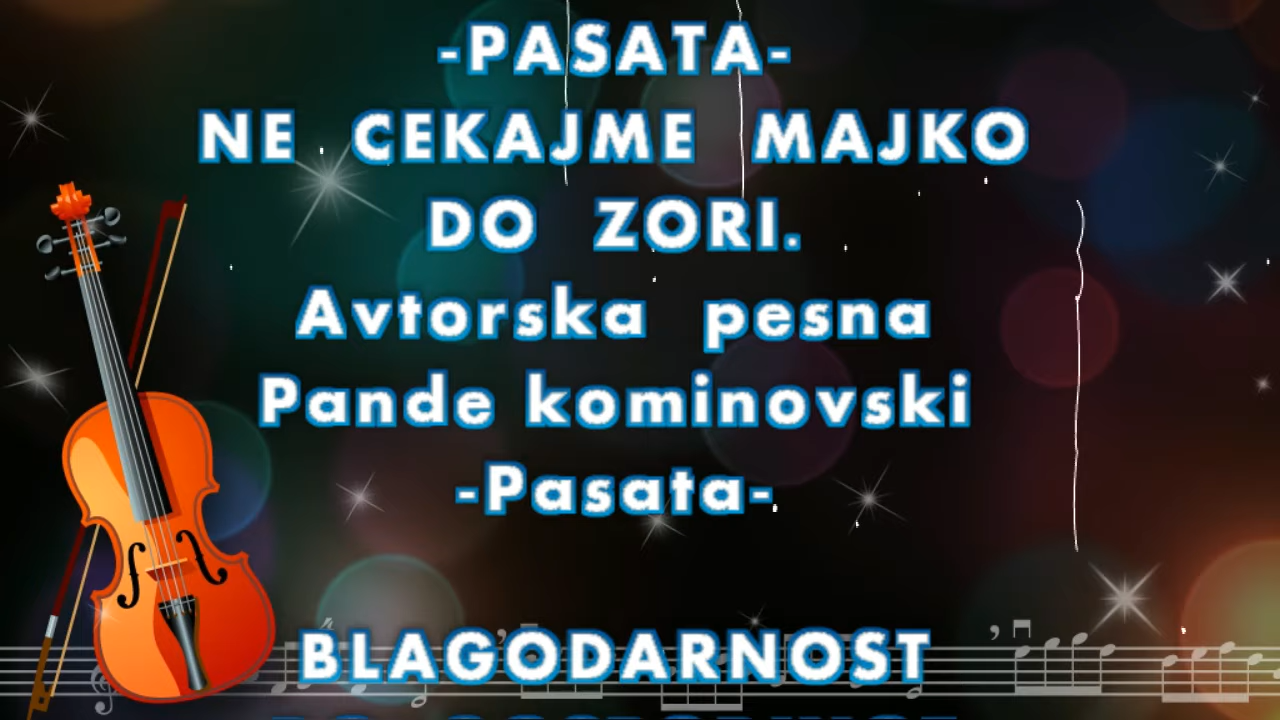 -PASATA-
NE CEKAJME MAJKO
DO ZORI.
Avtorska pesna
Pande kominovski
-Pasata-
BLAGODARNOST